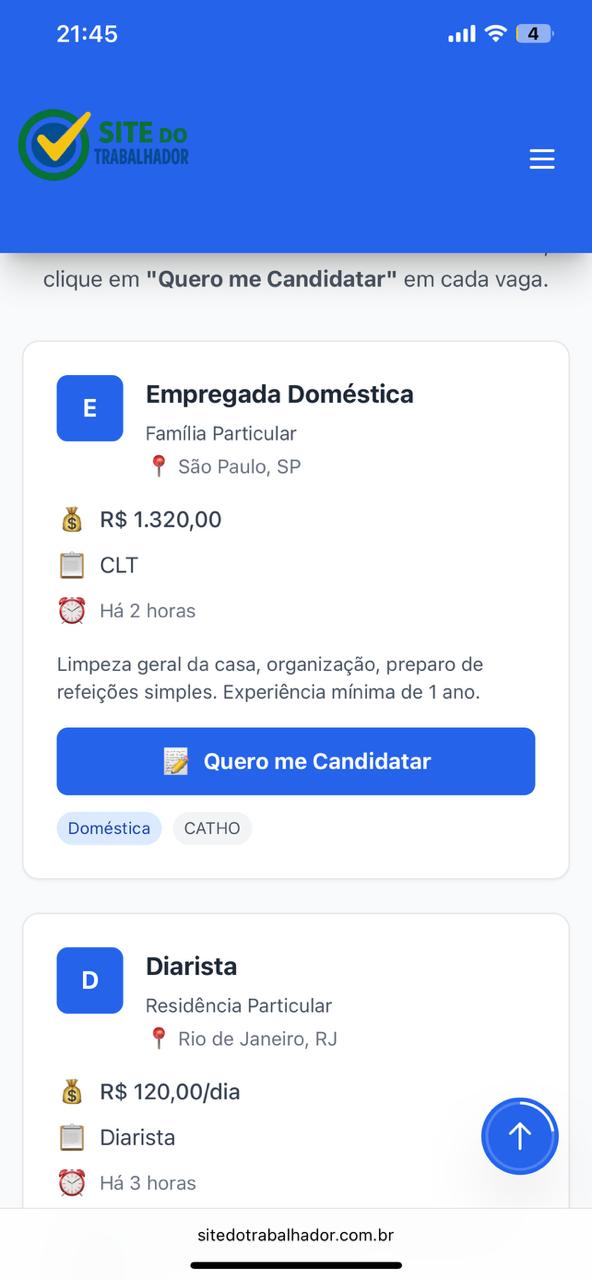 21:45
4
SITE DO
TRABALHADOR
clique em "Quero me Candidatar" em cada vaga.
E
Empregada Doméstica
Família Particular
São Paulo, SP
R$ 1.320,00
CLT
Há 2 horas
Limpeza geral da casa, organização, preparo de
refeições simples. Experiência mínima de 1 ano.
Quero me Candidatar
Doméstica CATHO
D
Diarista
Residência Particular
Rio de Janeiro, RJ
R$ 120,00/dia
Diarista
Há 3 horas
sitedotrabalhador.com.br